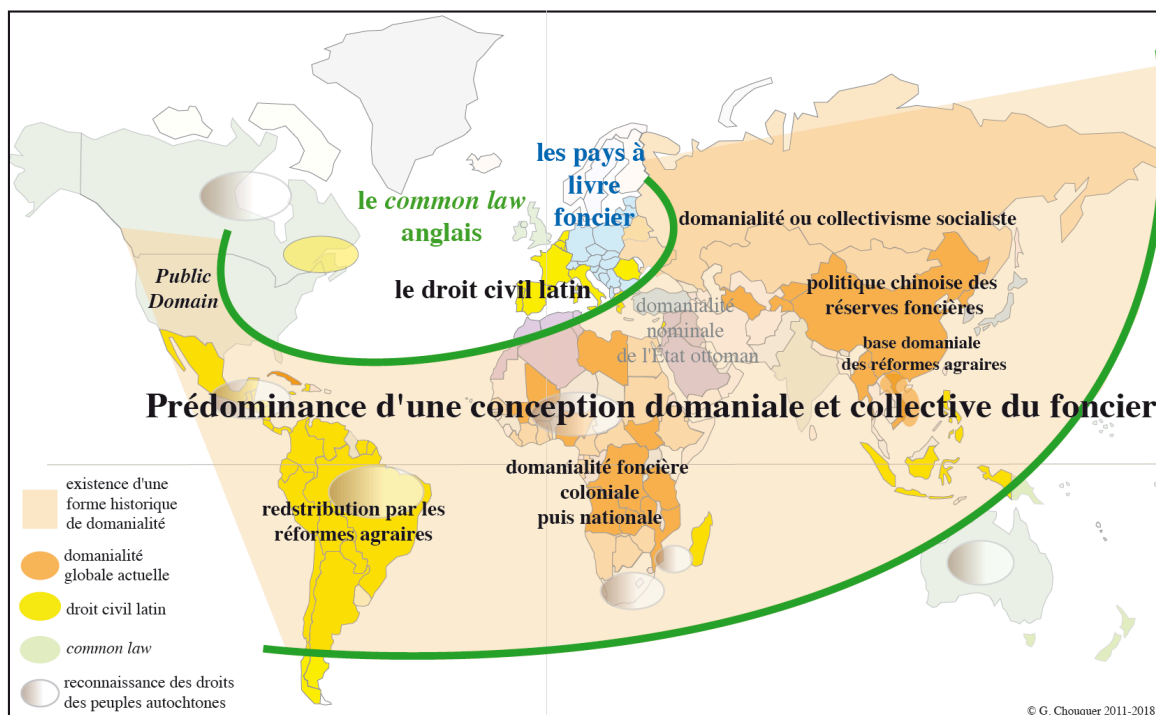 les pays à
livre
foncier
le common law
anglais
domanialité ou collectivisme socialiste
Public
Domain
le droit civil latin
politique chinoise des
réserves foncières
domanialité
nominale
de l'État ottoman
base domaniale
des réformes agraires
Prédominance d'une conception domaniale et collective du foncier
domanialité foncière
coloniale
puis nationale
redstribution par les
réformes agraires
existence d'une
forme historique
de domanialité
domanialité
globale actuelle
droit civil latin
common law
reconnaissance des droits
des peuples autochtones
© G. Chouquer 2011-2018